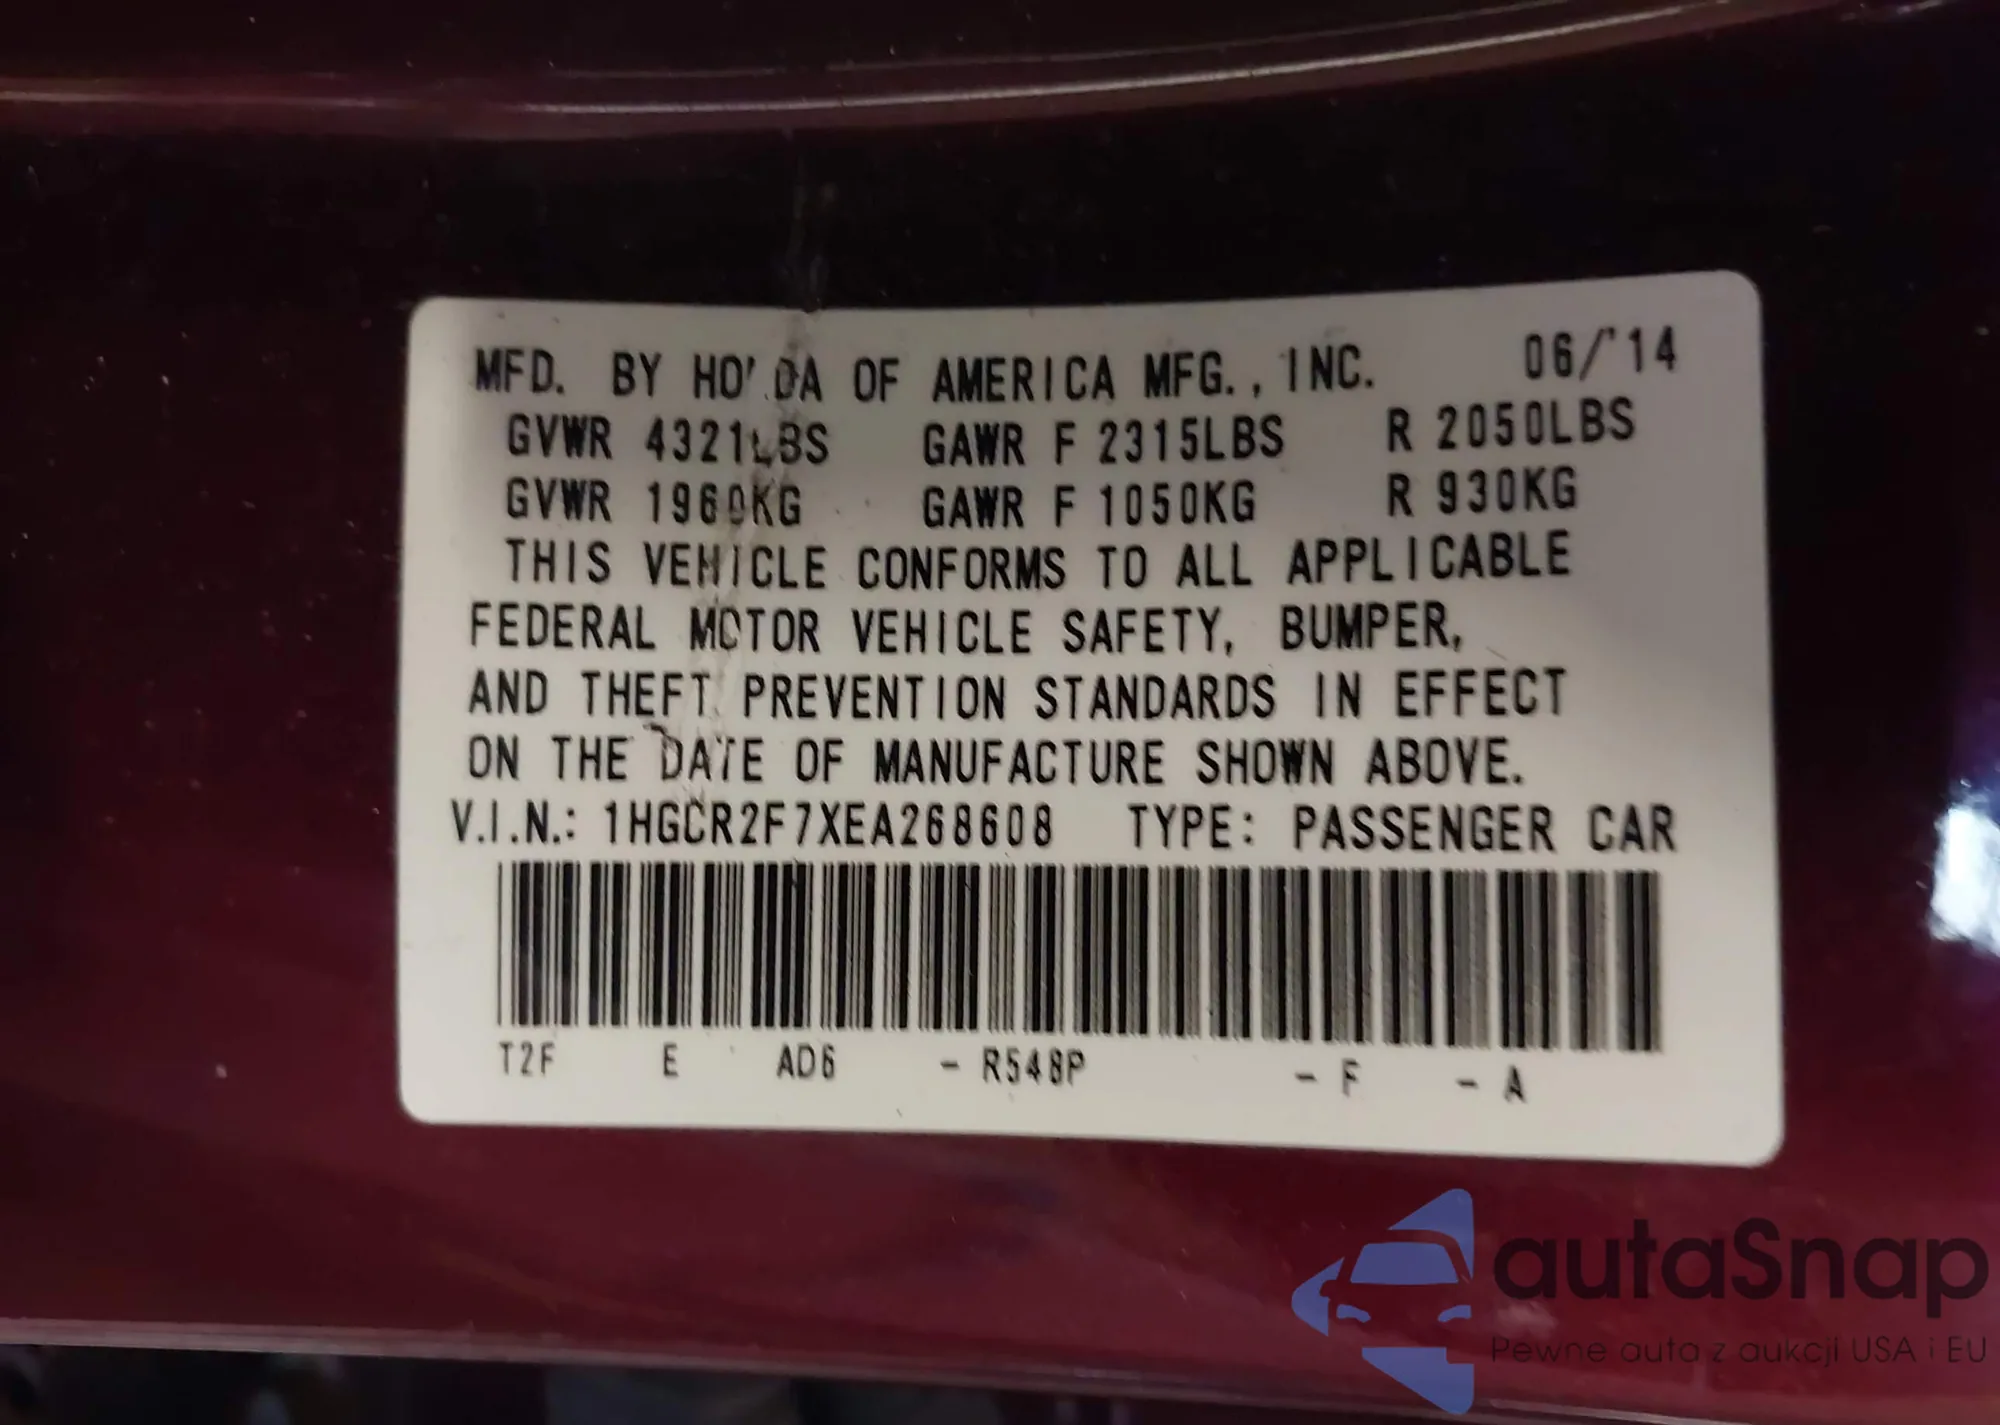 MFD. BY HONDA OF AMERICA MFG., INC. 06/'14
GVWR 4321LBS GAWR F 2315LBS R 2050LBS
GVWR 1960KG GAWR F 1050KG R 930KG
THIS VEHICLE CONFORMS TO ALL APPLICABLE
FEDERAL MOTOR VEHICLE SAFETY, BUMPER,
AND THEFT PREVENTION STANDARDS IN EFFECT
ON THE DATE OF MANUFACTURE SHOWN ABOVE.
V.I.N.: 1HGCR2F7XEA268608 TYPE: PASSENGER CAR
T2F E AD6 - R548P - F - A
autaSnap
Pewne auta z aukcji USA i EU